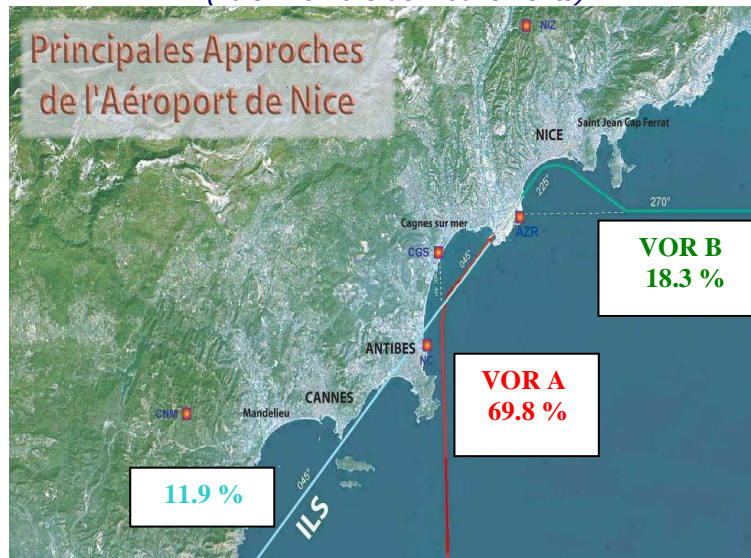 Principales Approches
de l'Aéroport de Nice
NIZ
Saint Jean Cap Ferrat
NICE
225°
270°
AZR
Cagnes sur mer
CGS
045°
VOR B
18.3 %
ANTIBES
NC
VOR A
69.8 %
CANNES
CNM
Mandelieu
045°
11.9 %
ILS